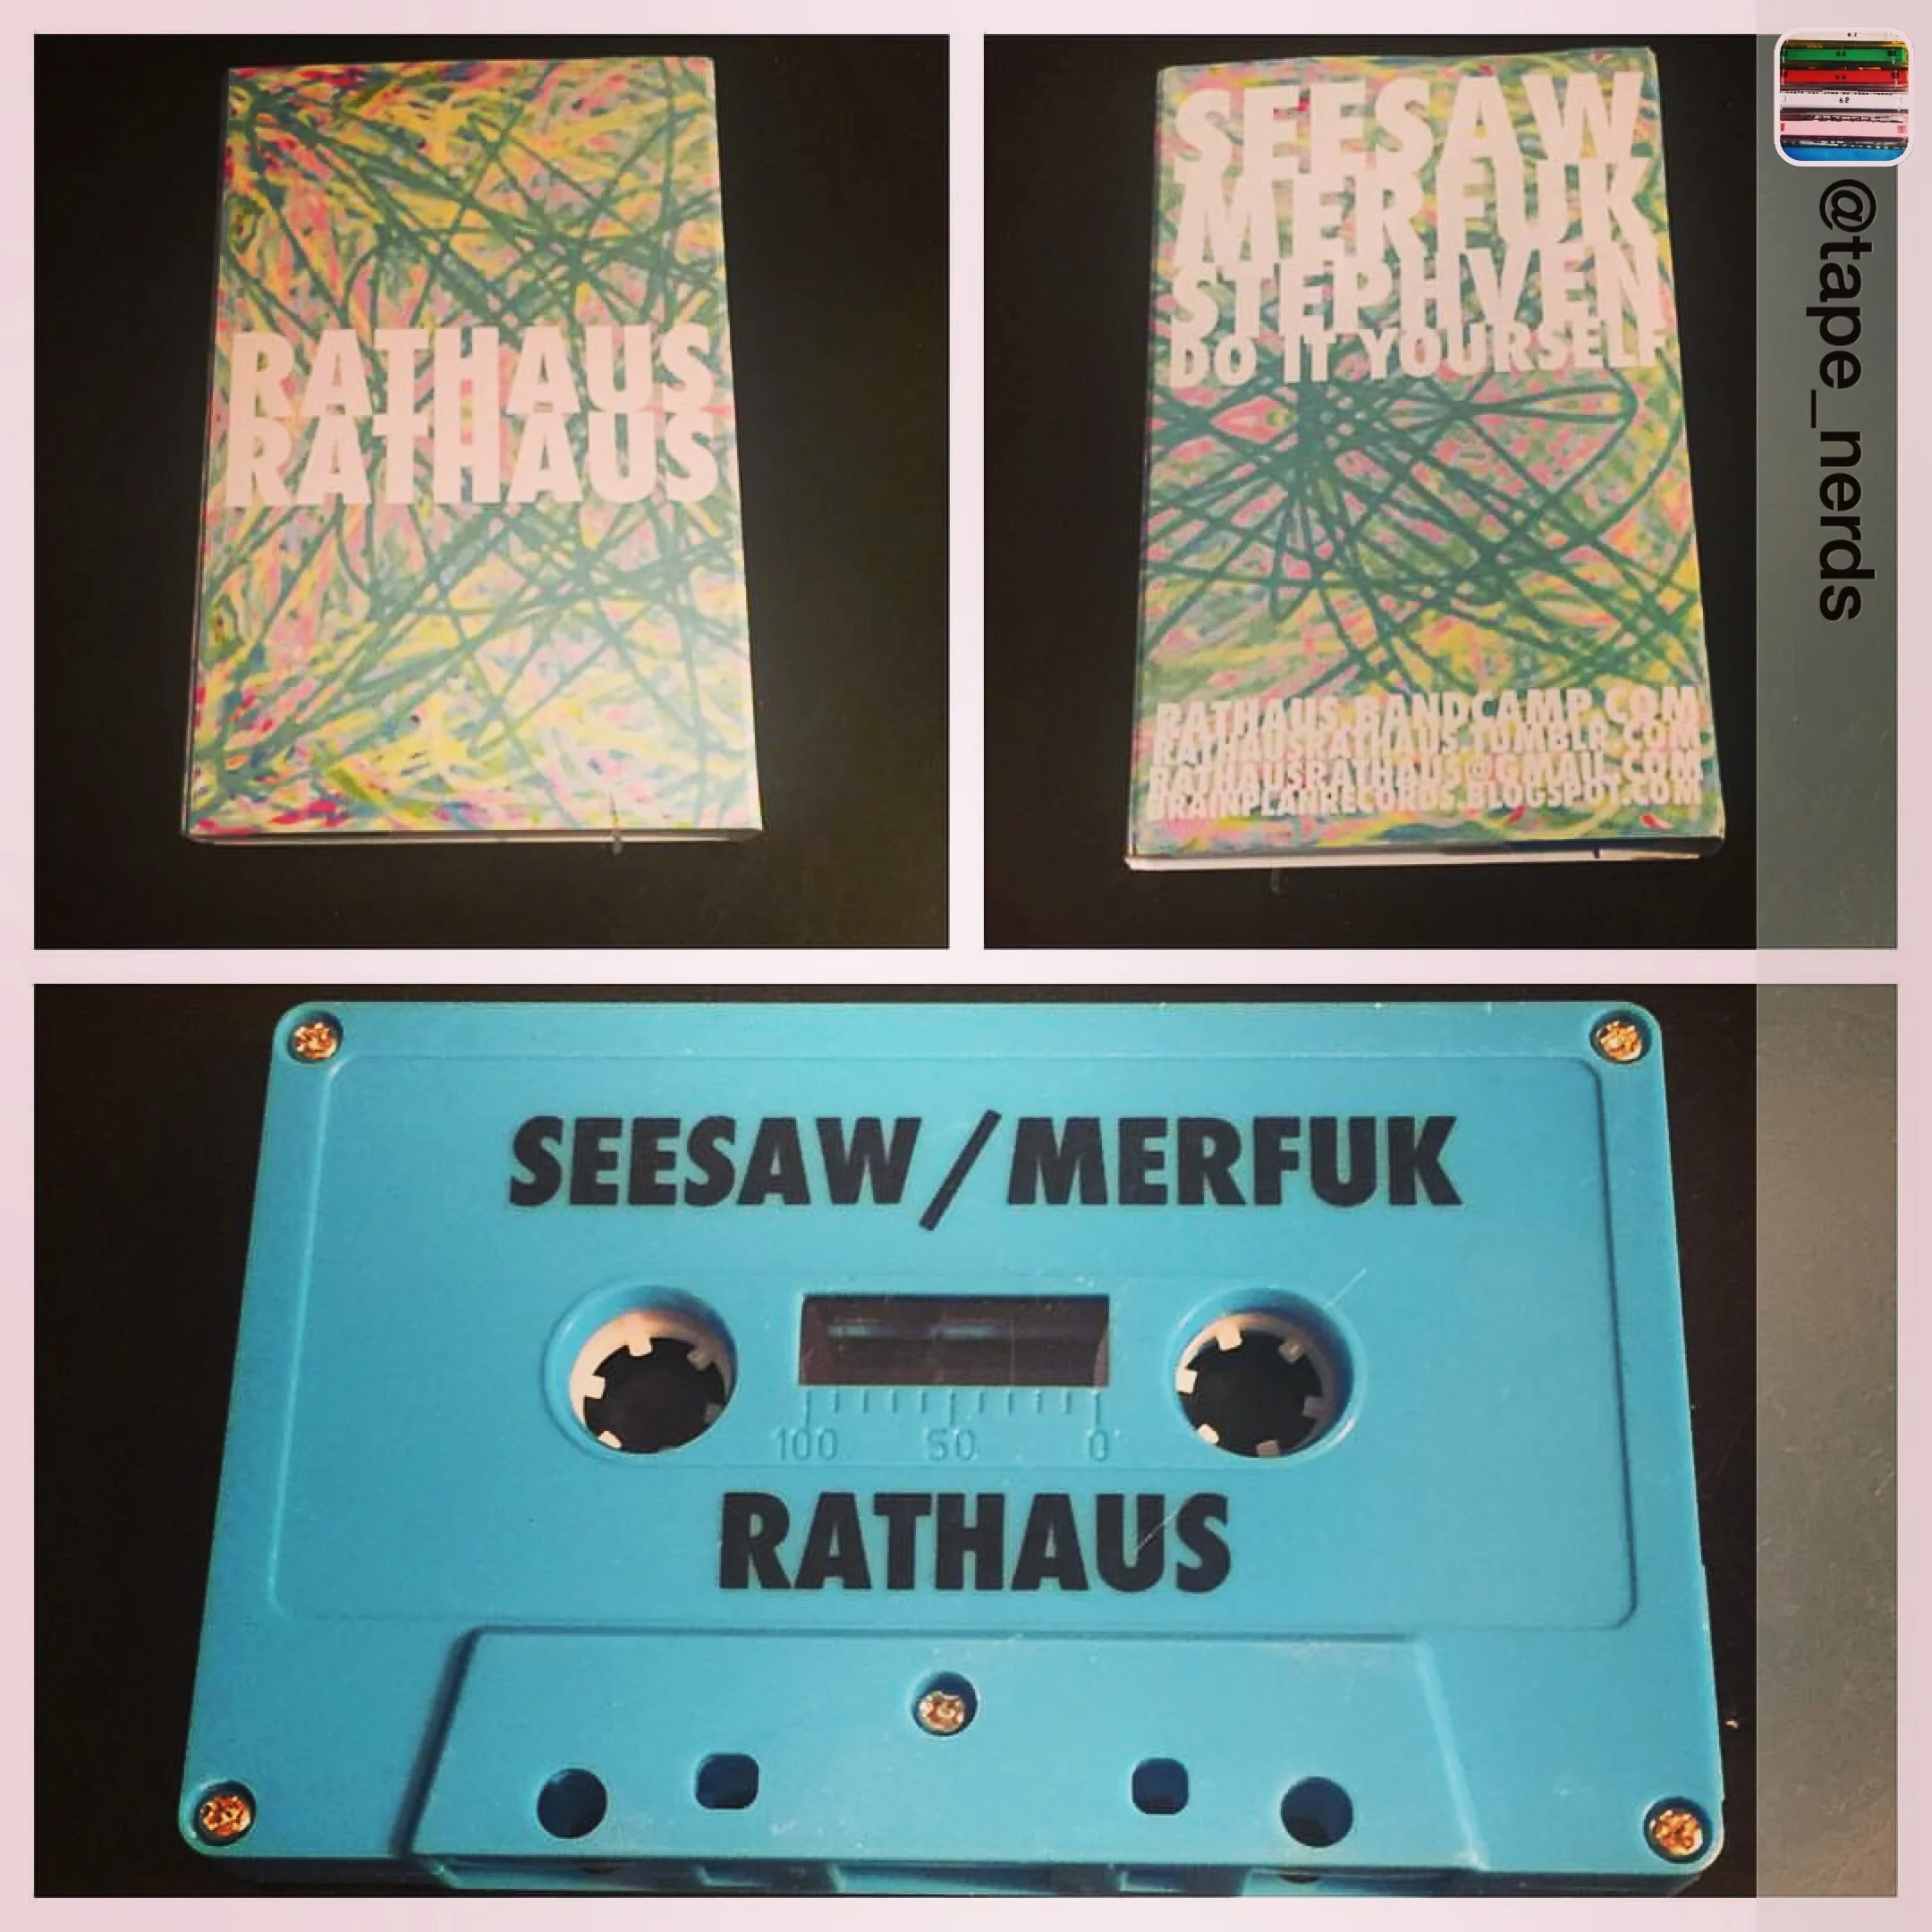 RATHAUS
RATHAUS
SEESAW
MERFUK
STEPHVEN
DO IT YOURSELF
RATHAUS.BANDCAMP.COM
RATHAUSRATHAUS.TUMBLR.COM
RATHAUSRATHAUS@GMAIL.COM
BRAINPLANRECORDS.BLOGSPOT.COM
@tape_nerds
SEESAW/MERFUK
100 50 0
RATHAUS